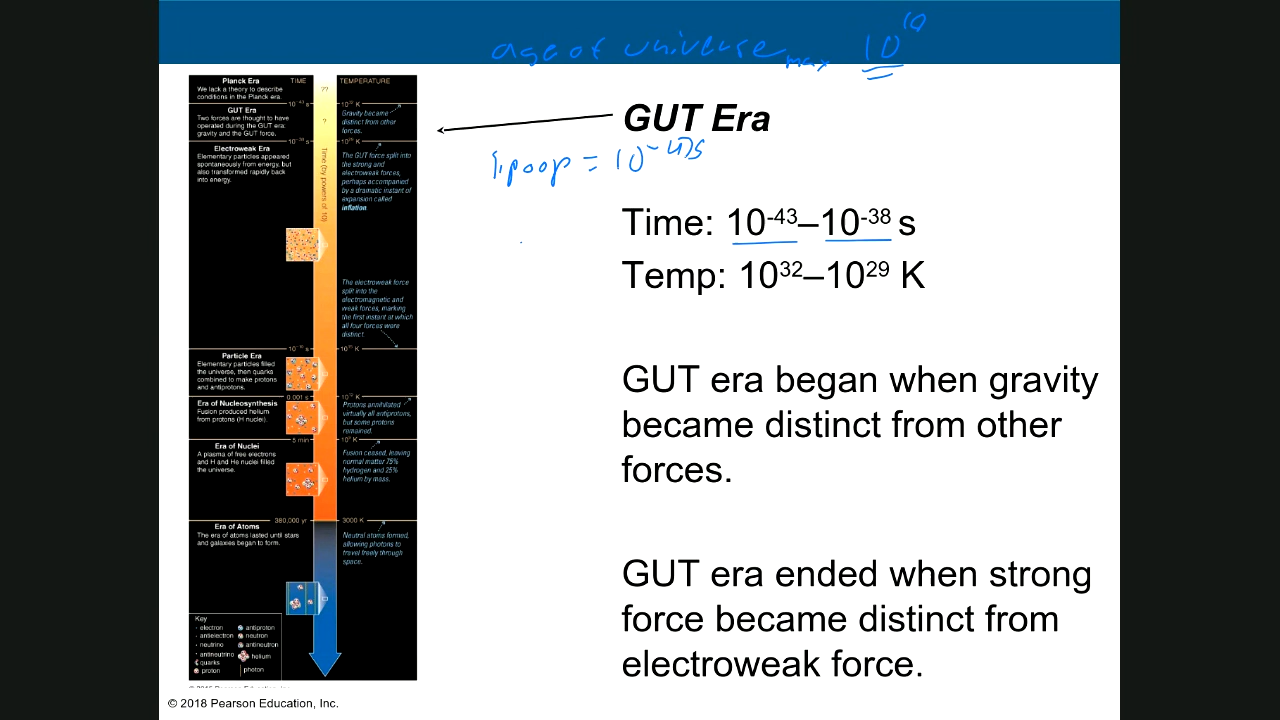 age of universe max 10
Planck Era TIME TEMPERATURE
We lack a theory to describe
conditions in the Planck era.
??
GUT Era
Two forces are thought to have
operated during the GUT era:
gravity and the GUT force.
?
Gravity became
distinct from other
forces.
Electroweak Era
Elementary particles appeared
spontaneously from energy, but
also transformed rapidly back
into energy.
Time (by powers of 10)
The GUT force split into
the strong and
electroweak forces,
perhaps accompanied
by a dramatic instant of
expansion called
inflation.
The electroweak force
split into the
electromagnetic and
weak forces, marking
the first instant at which
all four forces were
distinct.
Particle Era
Elementary particles filled
the universe, then quarks
combined to make protons
and antiprotons.
0.001 s 10¹² K
Era of Nucleosynthesis
Fusion produced helium
from protons (H nuclei).
Protons annihilated
virtually all antiprotons,
but some protons
remained.
5 min 10⁹ K
Era of Nuclei
A plasma of free electrons
and H and He nuclei filled
the universe.
Fusion ceased, leaving
normal matter 75%
hydrogen and 25%
helium by mass.
380,000 yr 3000 K
Era of Atoms
The era of atoms lasted until stars
and galaxies began to form.
Neutral atoms formed,
allowing photons to
travel freely through
space.
Key
electron antiproton
antielectron neutron
neutrino antineutron
antineutrino helium
quarks
proton photon
GUT Era
= 10
Time: 10⁻⁴³–10⁻³⁸ s
Temp: 10³²–10²⁹ K
GUT era began when gravity
became distinct from other
forces.
GUT era ended when strong
force became distinct from
electroweak force.
© 2018 Pearson Education, Inc.